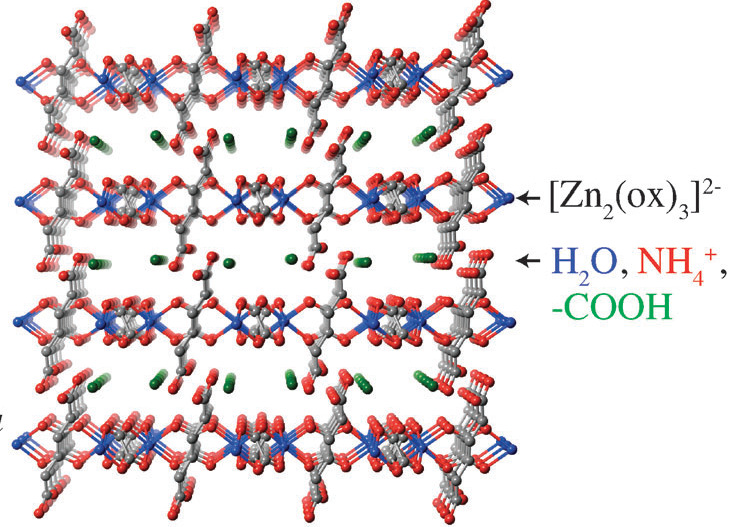 [Zn₂(ox)₃]²⁻
H₂O, NH₄⁺,
-COOH